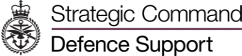 Strategic Command
Defence Support